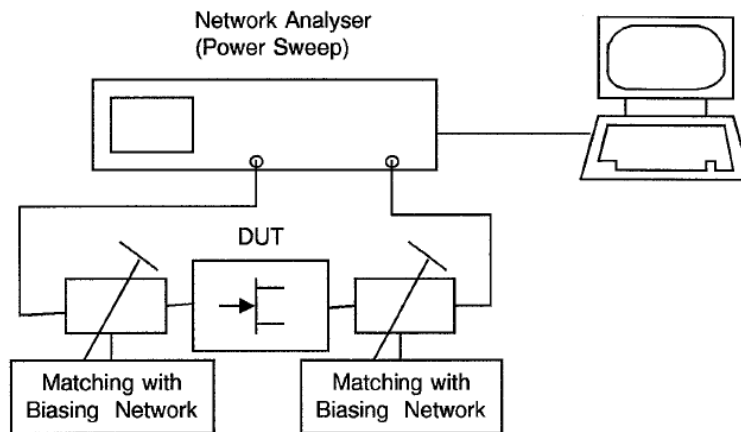 Network Analyser
(Power Sweep)
DUT
Matching with
Biasing Network
Matching with
Biasing Network